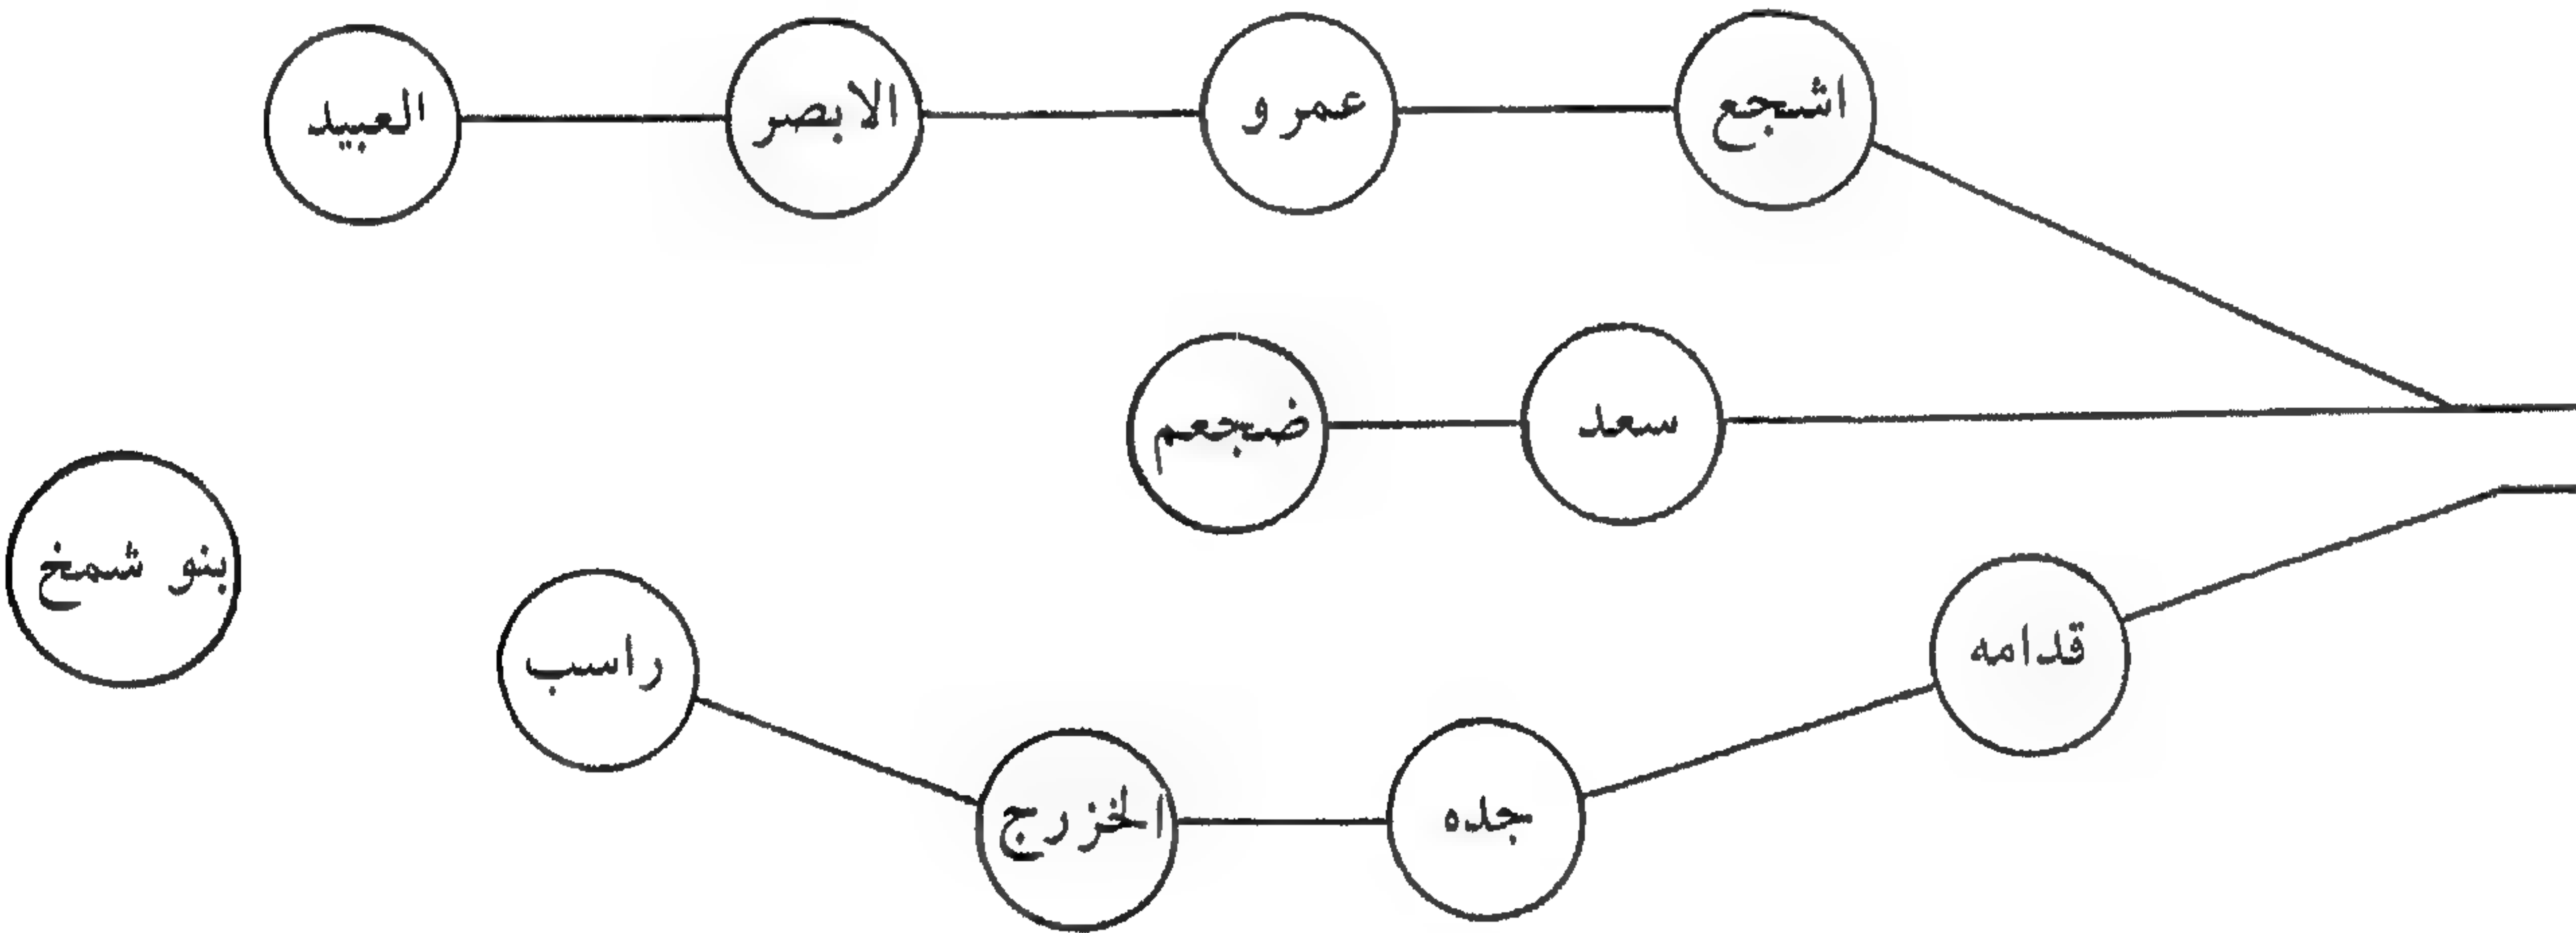 اشجع
عمرو
الابصر
العبيد
سعد
ضجعم
قدامه
جده
الخزرج
راسب
بنو شمخ